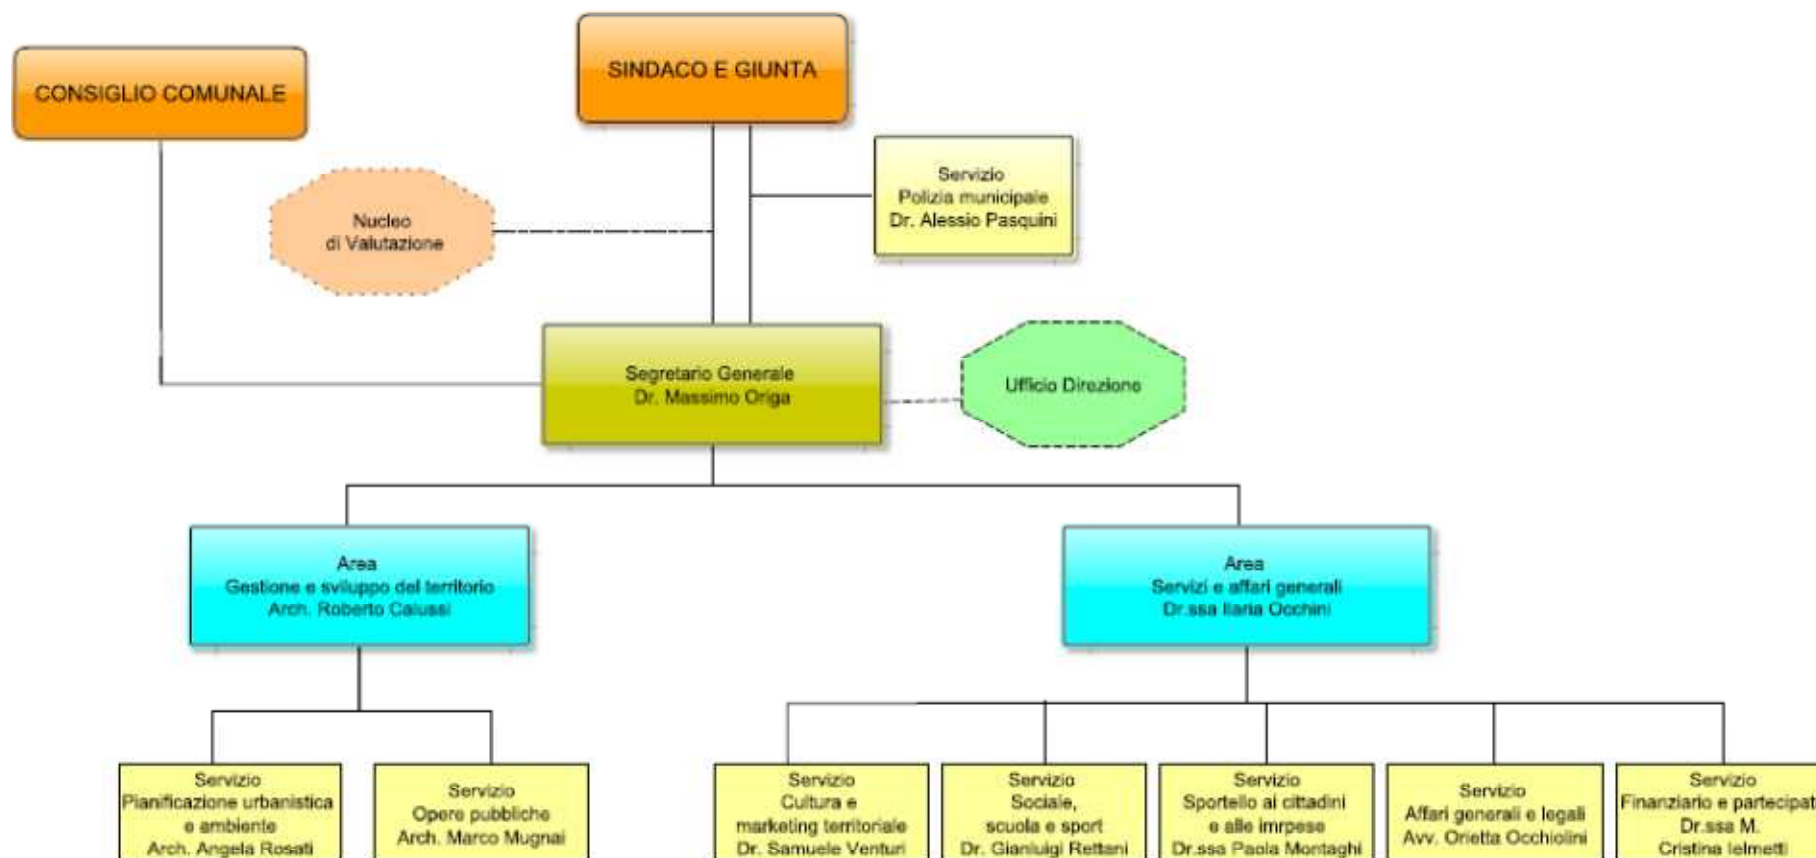 CONSIGLIO COMUNALE
SINDACO E GIUNTA
Servizio
Polizia municipale
Dr. Alessio Pasquini
Nucleo
di Valutazione
Segretario Generale
Dr. Massimo Origa
Ufficio Direzione
Area
Gestione e sviluppo del territorio
Arch. Roberto Calussi
Area
Servizi e affari generali
Dr.ssa Ilaria Occhini
Servizio
Pianificazione urbanistica
e ambiente
Arch. Angela Rosati
Servizio
Opere pubbliche
Arch. Marco Mugnai
Servizio
Cultura e
marketing territoriale
Dr. Samuele Venturi
Servizio
Sociale,
scuola e sport
Dr. Gianluigi Rettani
Servizio
Sportello ai cittadini
e alle imrpese
Dr.ssa Paola Montaghi
Servizio
Affari generali e legali
Avv. Orietta Occhiolini
Servizio
Finanziario e partecipat
Dr.ssa M.
Cristina Ielmetti